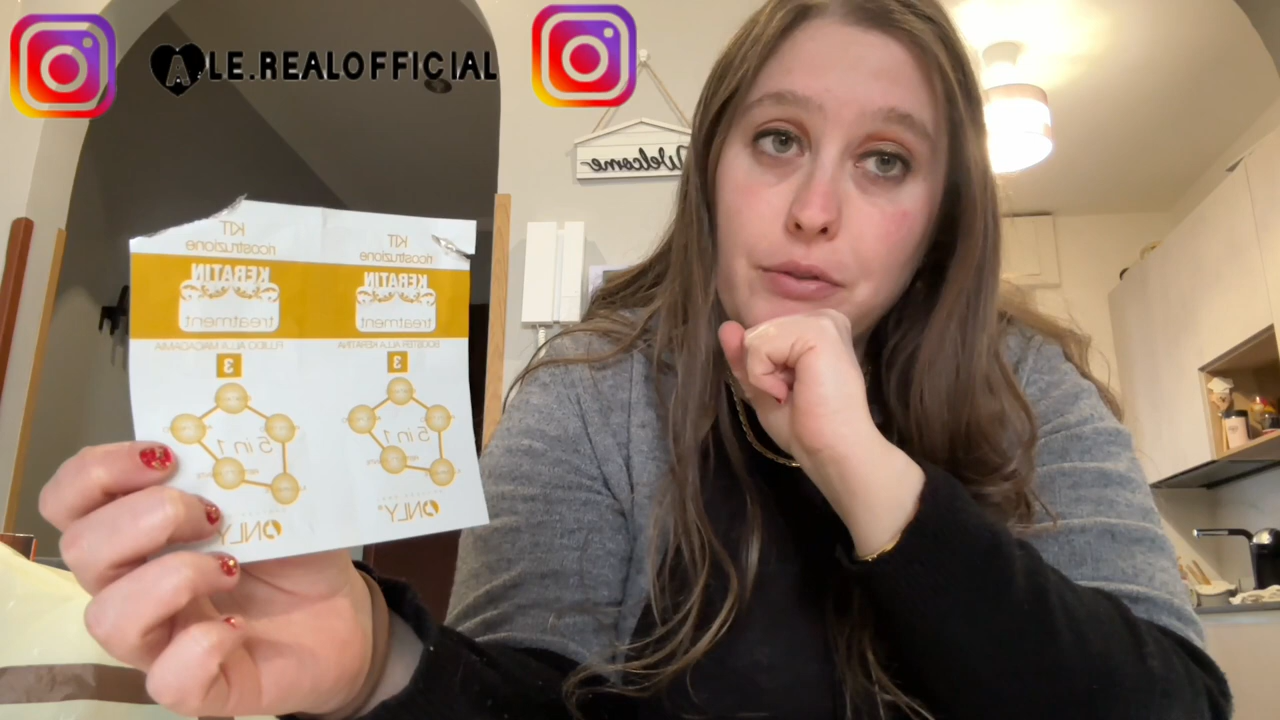 A LE.REALOFFICIAL
Welcome
KIT
ricostruzione
KERATIN
treatment
BOOSTER ALLA KERATINA
3
5 in 1
ONLY®
KIT
ricostruzione
KERATIN
treatment
FLUIDO ALLA MACADAMIA
3
5 in 1
ONLY